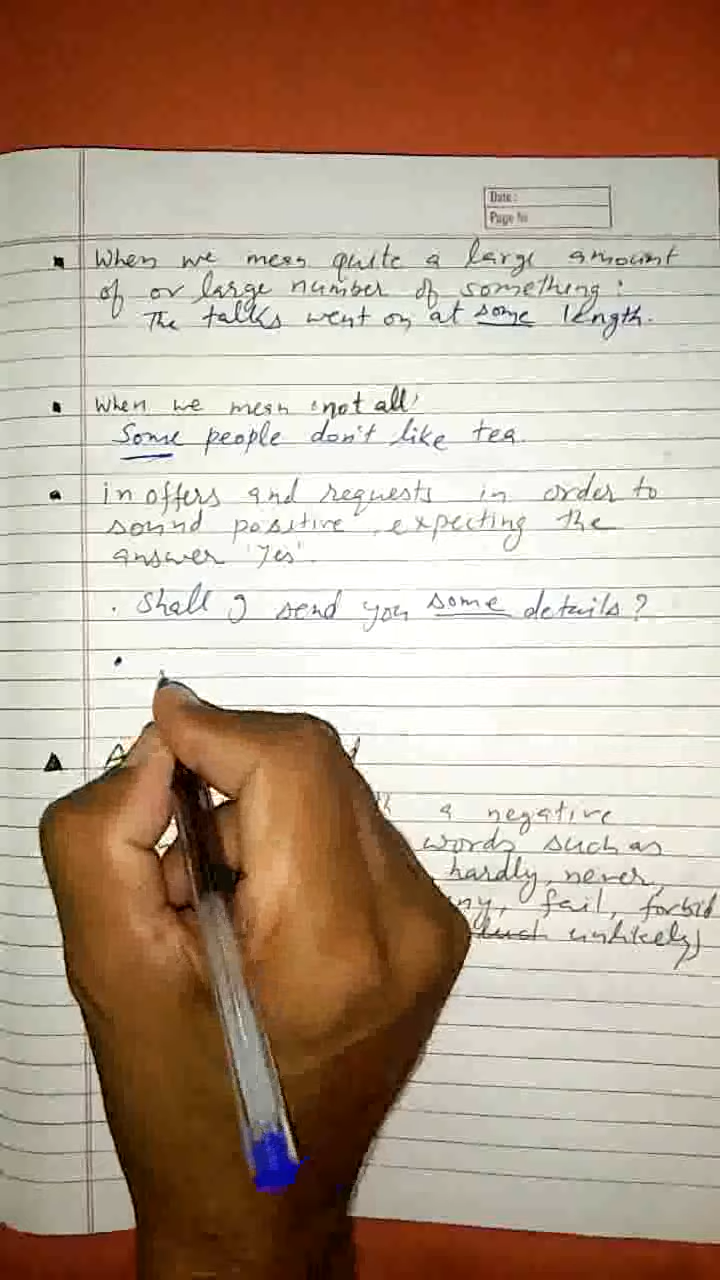 Date:
Page No
When we mean quite a large amount
of or large number of something:
The talks went on at some length.
When we mean 'not all'
Some people don't like tea.
in offers and requests in order to
sound positive, expecting the
answer 'Yes'.
. Shall I send you some details?
a negative
words such as
hardly, never,
fail, forbid
unlikely)